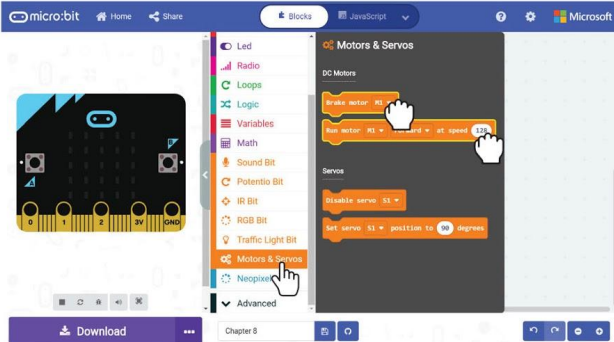 micro:bit Home Share Blocks JavaScript ? Microsoft
Led
Radio
Loops
Logic
Variables
Math
Sound Bit
Potentio Bit
IR Bit
RGB Bit
Traffic Light Bit
Motors & Servos
Neopixel
Advanced
Motors & Servos
DC Motors
Brake motor M1
Run motor M1 at speed 128
Servos
Disable servo S1
Set servo S1 position to 90 degrees
B
A
0 1 2 3V GND
Download ... Chapter 8